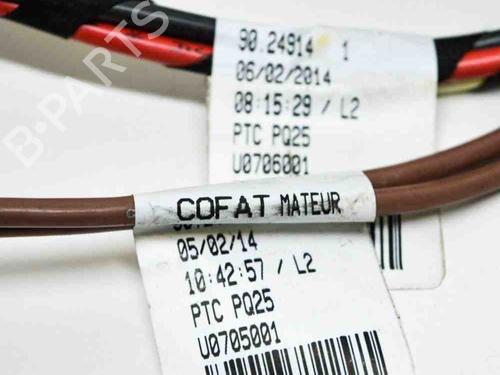 90.24914 1
06/02/2014
08:15:29 / L2
PTC PQ25
U0706001
B-PARTS
COFAT MATEUR
05/02/14
10:42:57 / L2
PTC PQ25
U0705001